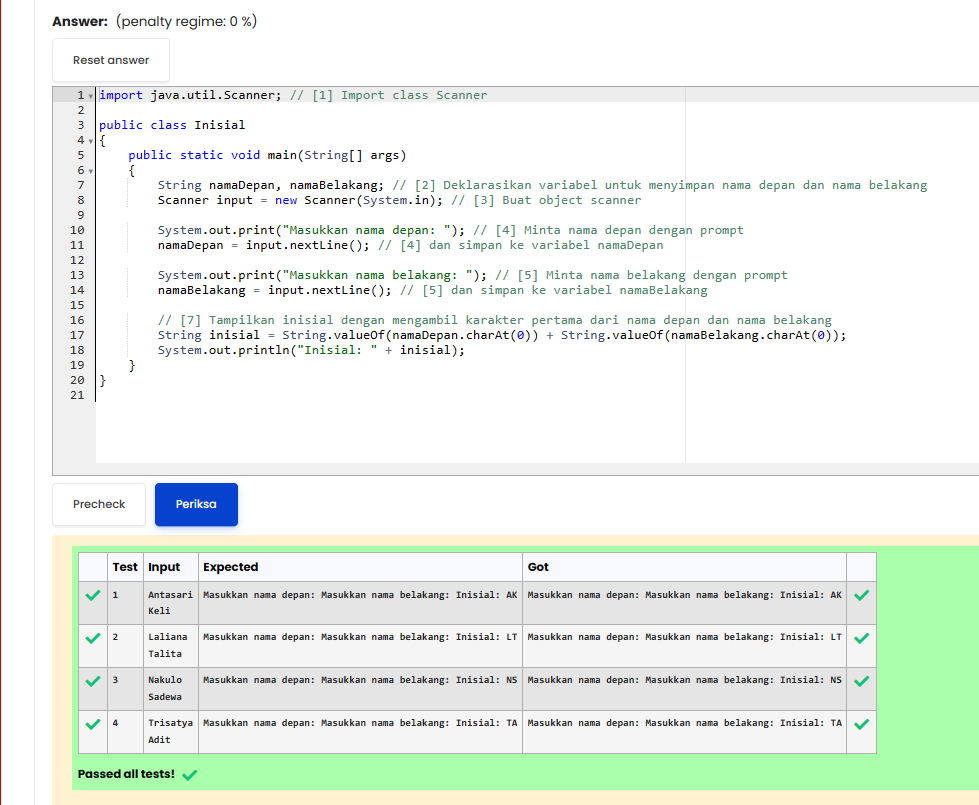 Answer: (penalty regime: 0 %)
Reset answer
1 import java.util.Scanner; // [1] Import class Scanner
2
3 public class Inisial
4 {
5     public static void main(String[] args)
6     {
7         String namaDepan, namaBelakang; // [2] Deklarasikan variabel untuk menyimpan nama depan dan nama belakang
8         Scanner input = new Scanner(System.in); // [3] Buat object scanner
9
10         System.out.print("Masukkan nama depan: "); // [4] Minta nama depan dengan prompt
11         namaDepan = input.nextLine(); // [4] dan simpan ke variabel namaDepan
12
13         System.out.print("Masukkan nama belakang: "); // [5] Minta nama belakang dengan prompt
14         namaBelakang = input.nextLine(); // [5] dan simpan ke variabel namaBelakang
15
16         // [7] Tampilkan inisial dengan mengambil karakter pertama dari nama depan dan nama belakang
17         String inisial = String.valueOf(namaDepan.charAt(0)) + String.valueOf(namaBelakang.charAt(0));
18         System.out.println("Inisial: " + inisial);
19     }
20 }
21
Precheck Periksa
Test Input Expected Got
1 Antasari Masukkan nama depan: Masukkan nama belakang: Inisial: AK Masukkan nama depan: Masukkan nama belakang: Inisial: AK
Keli
2 Laliana Masukkan nama depan: Masukkan nama belakang: Inisial: LT Masukkan nama depan: Masukkan nama belakang: Inisial: LT
Talita
3 Nakulo Masukkan nama depan: Masukkan nama belakang: Inisial: NS Masukkan nama depan: Masukkan nama belakang: Inisial: NS
Sadewa
4 Trisatya Masukkan nama depan: Masukkan nama belakang: Inisial: TA Masukkan nama depan: Masukkan nama belakang: Inisial: TA
Adit
Passed all tests!